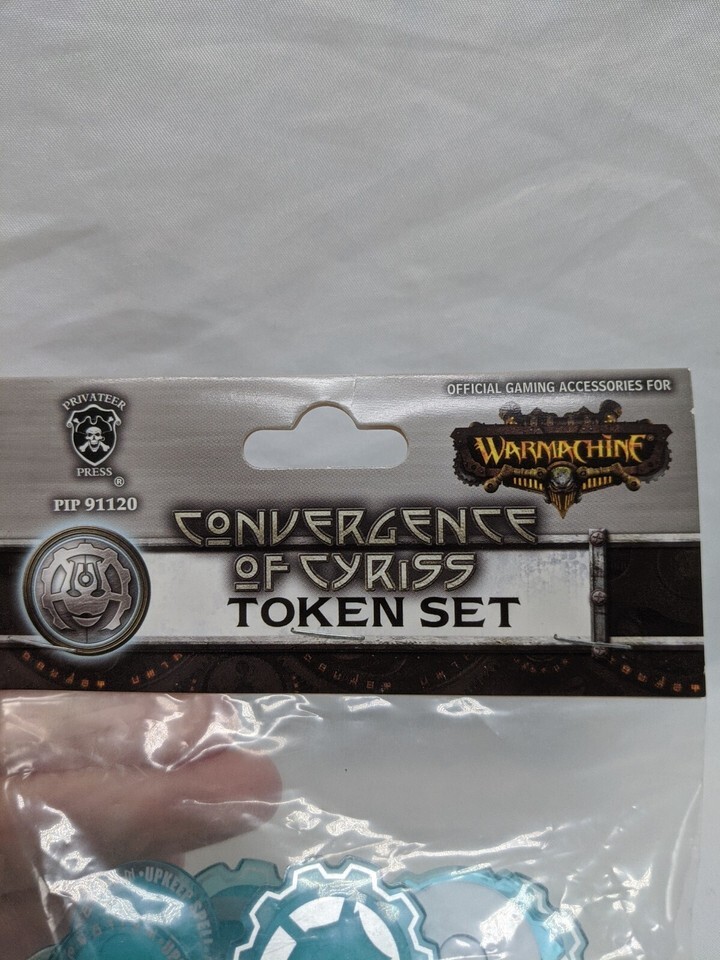 OFFICIAL GAMING ACCESSORIES FOR
WARMACHINE®
PRIVATEER
PRESS®
PIP 91120
CONVERGENCE
OF CYRISS
TOKEN SET
UPKEEP SPELL